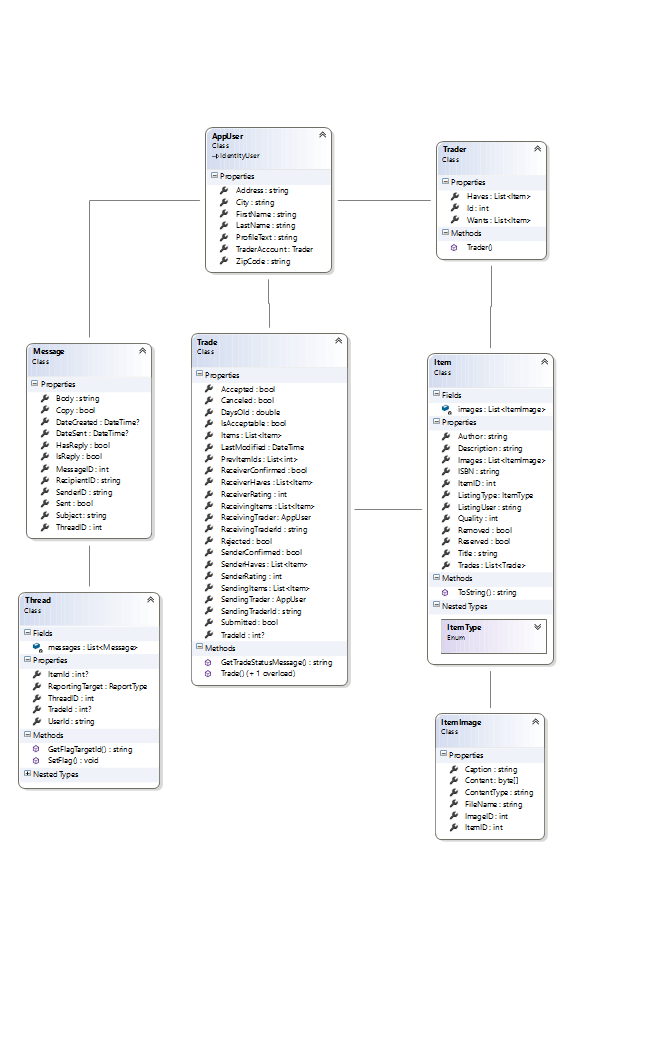 AppUser
Class
IdentityUser
Properties
Address : string
City : string
FirstName : string
LastName : string
ProfileText : string
TraderAccount : Trader
ZipCode : string
Trader
Class
Properties
Haves : List<Item>
Id : int
Wants : List<Item>
Methods
Trader()
Message
Class
Properties
Body : string
Copy : bool
DateCreated : DateTime?
DateSent : DateTime?
HasReply : bool
IsReply : bool
MessageID : int
RecipientID : string
SenderID : string
Sent : bool
Subject : string
ThreadID : int
Trade
Class
Properties
Accepted : bool
Canceled : bool
DaysOld : double
IsAcceptable : bool
Items : List<Item>
LastModified : DateTime
PrevItemIds : List<int>
ReceiverConfirmed : bool
ReceiverHaves : List<Item>
ReceiverRating : int
ReceivingItems : List<Item>
ReceivingTrader : AppUser
ReceivingTraderId : string
Rejected : bool
SenderConfirmed : bool
SenderHaves : List<Item>
SenderRating : int
SendingItems : List<Item>
SendingTrader : AppUser
SendingTraderId : string
Submitted : bool
TradeId : int?
Methods
GetTradeStatusMessage() : string
Trade() (+ 1 overload)
Item
Class
Fields
images : List<ItemImage>
Properties
Author : string
Description : string
Images : List<ItemImage>
ISBN : string
ItemID : int
ListingType : ItemType
ListingUser : string
Quality : int
Removed : bool
Reserved : bool
Title : string
Trades : List<Trade>
Methods
ToString() : string
Nested Types
ItemType
Enum
Thread
Class
Fields
messages : List<Message>
Properties
ItemId : int?
ReportingTarget : ReportType
ThreadID : int
TradeId : int?
UserId : string
Methods
GetFlagTargetId() : string
SetFlag() : void
Nested Types
ItemImage
Class
Properties
Caption : string
Content : byte[]
ContentType : string
FileName : string
ImageID : int
ItemID : int